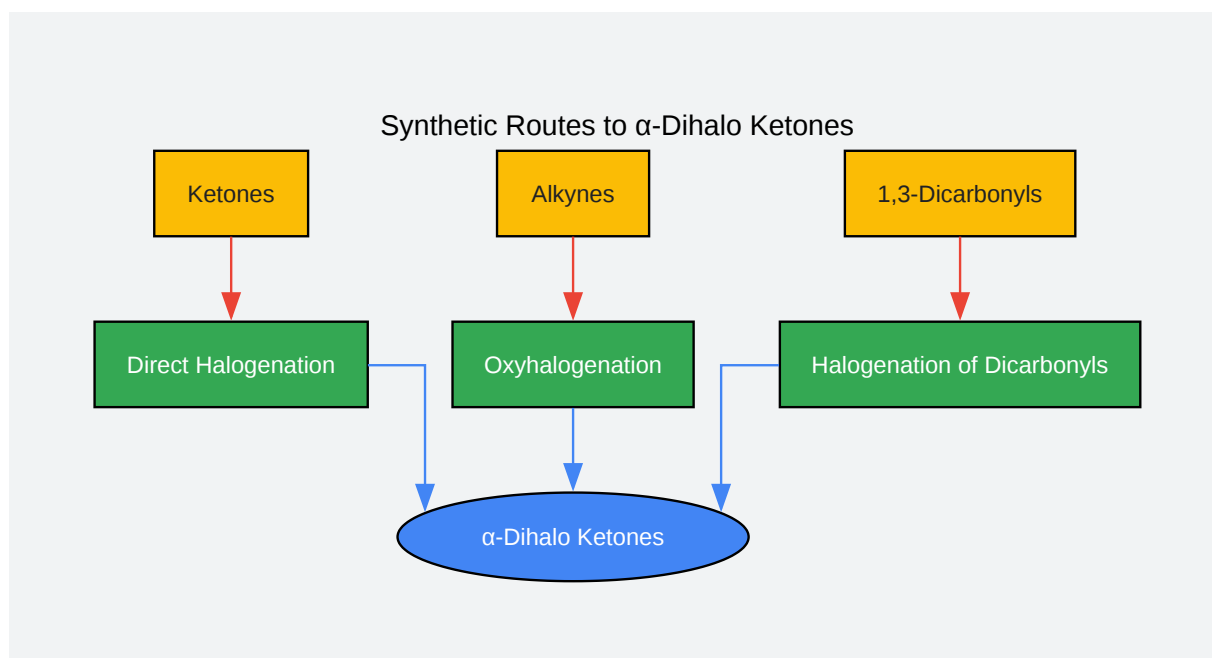 Synthetic Routes to α-Dihalo Ketones
Ketones
Alkynes
1,3-Dicarbonyls
Direct Halogenation
Oxyhalogenation
Halogenation of Dicarbonyls
α-Dihalo Ketones